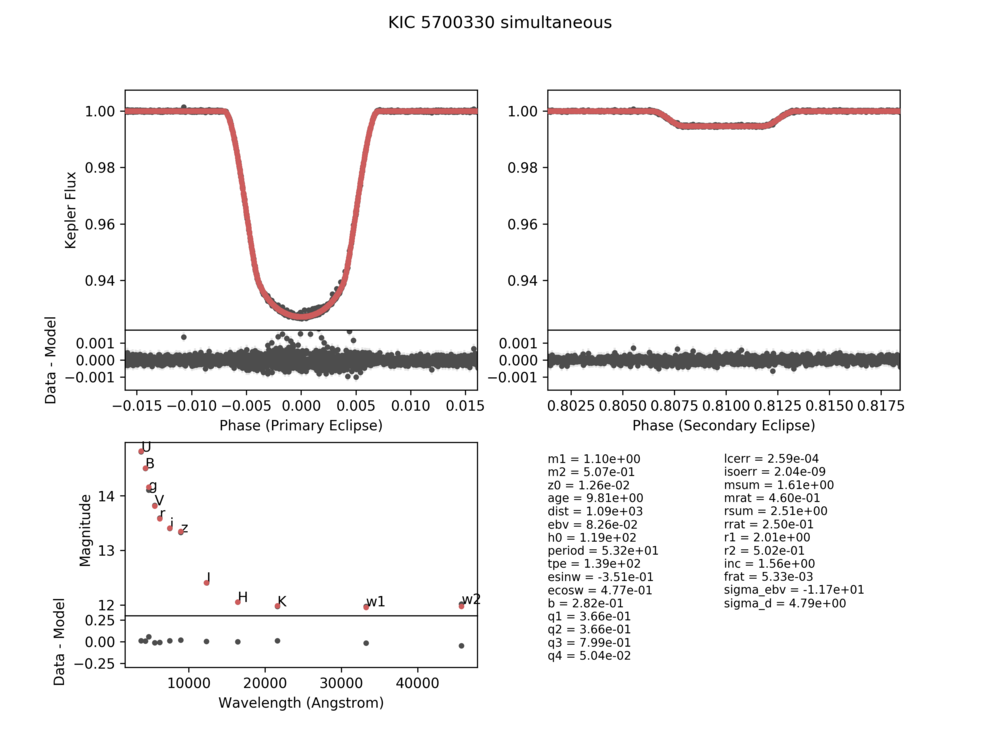 KIC 5700330 simultaneous
1.00
0.98
0.96
0.94
Kepler Flux
0.001
0.000
−0.001
Data - Model
−0.015 −0.010 −0.005 0.000 0.005 0.010 0.015
Phase (Primary Eclipse)
1.00
0.98
0.96
0.94
0.001
0.000
−0.001
0.8025 0.8050 0.8075 0.8100 0.8125 0.8150 0.8175
Phase (Secondary Eclipse)
14
13
12
Magnitude
U
B
g
V
r
i
z
J
H
K
w1
w2
0.25
0.00
−0.25
Data - Model
10000 20000 30000 40000
Wavelength (Angstrom)
m1 = 1.10e+00
m2 = 5.07e-01
z0 = 1.26e-02
age = 9.81e+00
dist = 1.09e+03
ebv = 8.26e-02
h0 = 1.19e+02
period = 5.32e+01
tpe = 1.39e+02
esinw = -3.51e-01
ecosw = 4.77e-01
b = 2.82e-01
q1 = 3.66e-01
q2 = 3.66e-01
q3 = 7.99e-01
q4 = 5.04e-02
lcerr = 2.59e-04
isoerr = 2.04e-09
msum = 1.61e+00
mrat = 4.60e-01
rsum = 2.51e+00
rrat = 2.50e-01
r1 = 2.01e+00
r2 = 5.02e-01
inc = 1.56e+00
frat = 5.33e-03
sigma_ebv = -1.17e+01
sigma_d = 4.79e+00